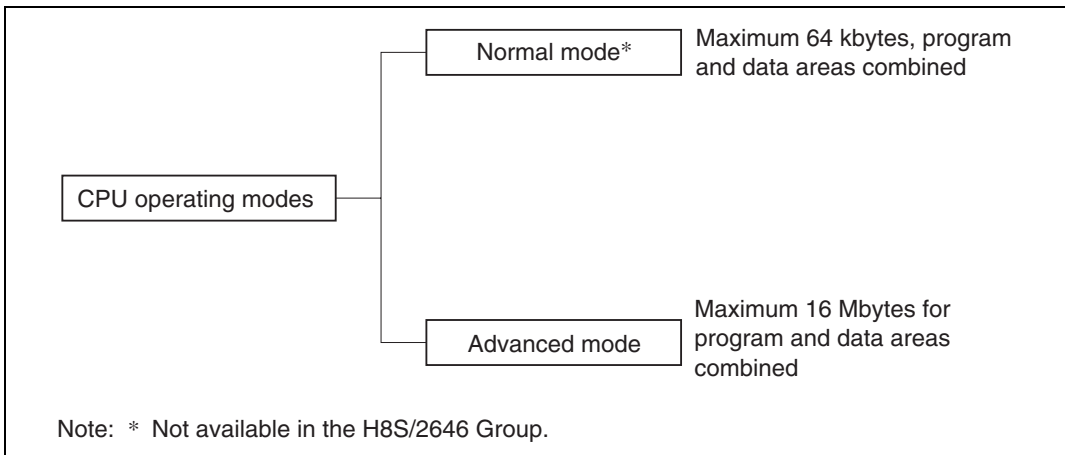 Normal mode*
Maximum 64 kbytes, program
and data areas combined
CPU operating modes
Advanced mode
Maximum 16 Mbytes for
program and data areas
combined
Note: * Not available in the H8S/2646 Group.